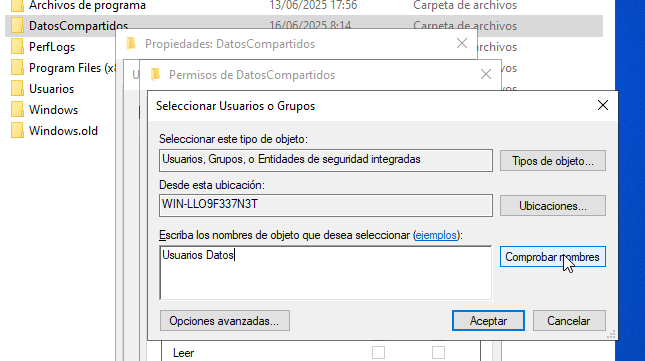 Archivos de programa 13/06/2025 17:56 Carpeta de archivos
DatosCompartidos 16/06/2025 8:14 Carpeta de archivos
PerfLogs
Program Files (x8
Usuarios
Windows
Windows.old
Propiedades: DatosCompartidos
U
Permisos de DatosCompartidos
Seleccionar Usuarios o Grupos
Seleccionar este tipo de objeto:
Usuarios, Grupos, o Entidades de seguridad integradas
Tipos de objeto...
Desde esta ubicación:
WIN-LLO9F337N3T
Ubicaciones...
Escriba los nombres de objeto que desea seleccionar (ejemplos):
Usuarios Datos
Comprobar nombres
Opciones avanzadas...
Aceptar
Cancelar
Leer